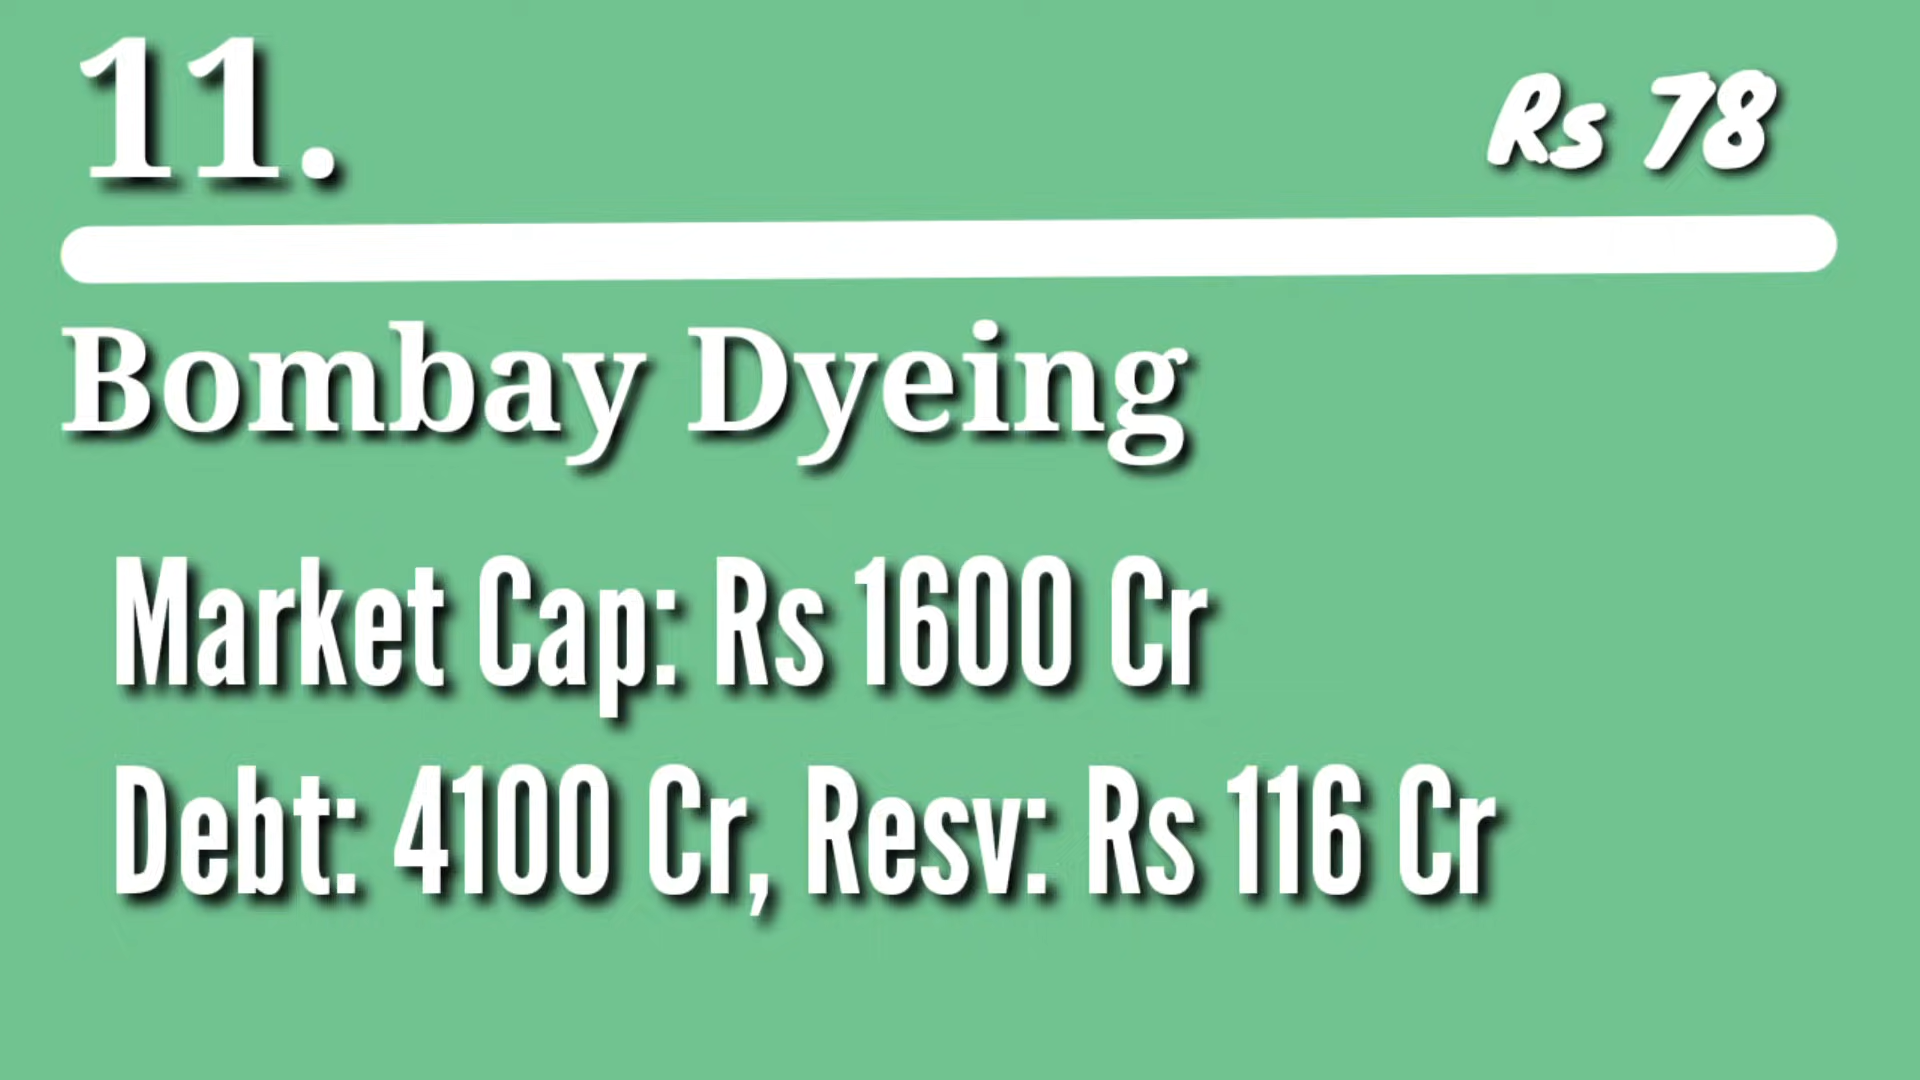 11.
Rs 78
Bombay Dyeing
Market Cap: Rs 1600 Cr
Debt: 4100 Cr, Resv: Rs 116 Cr